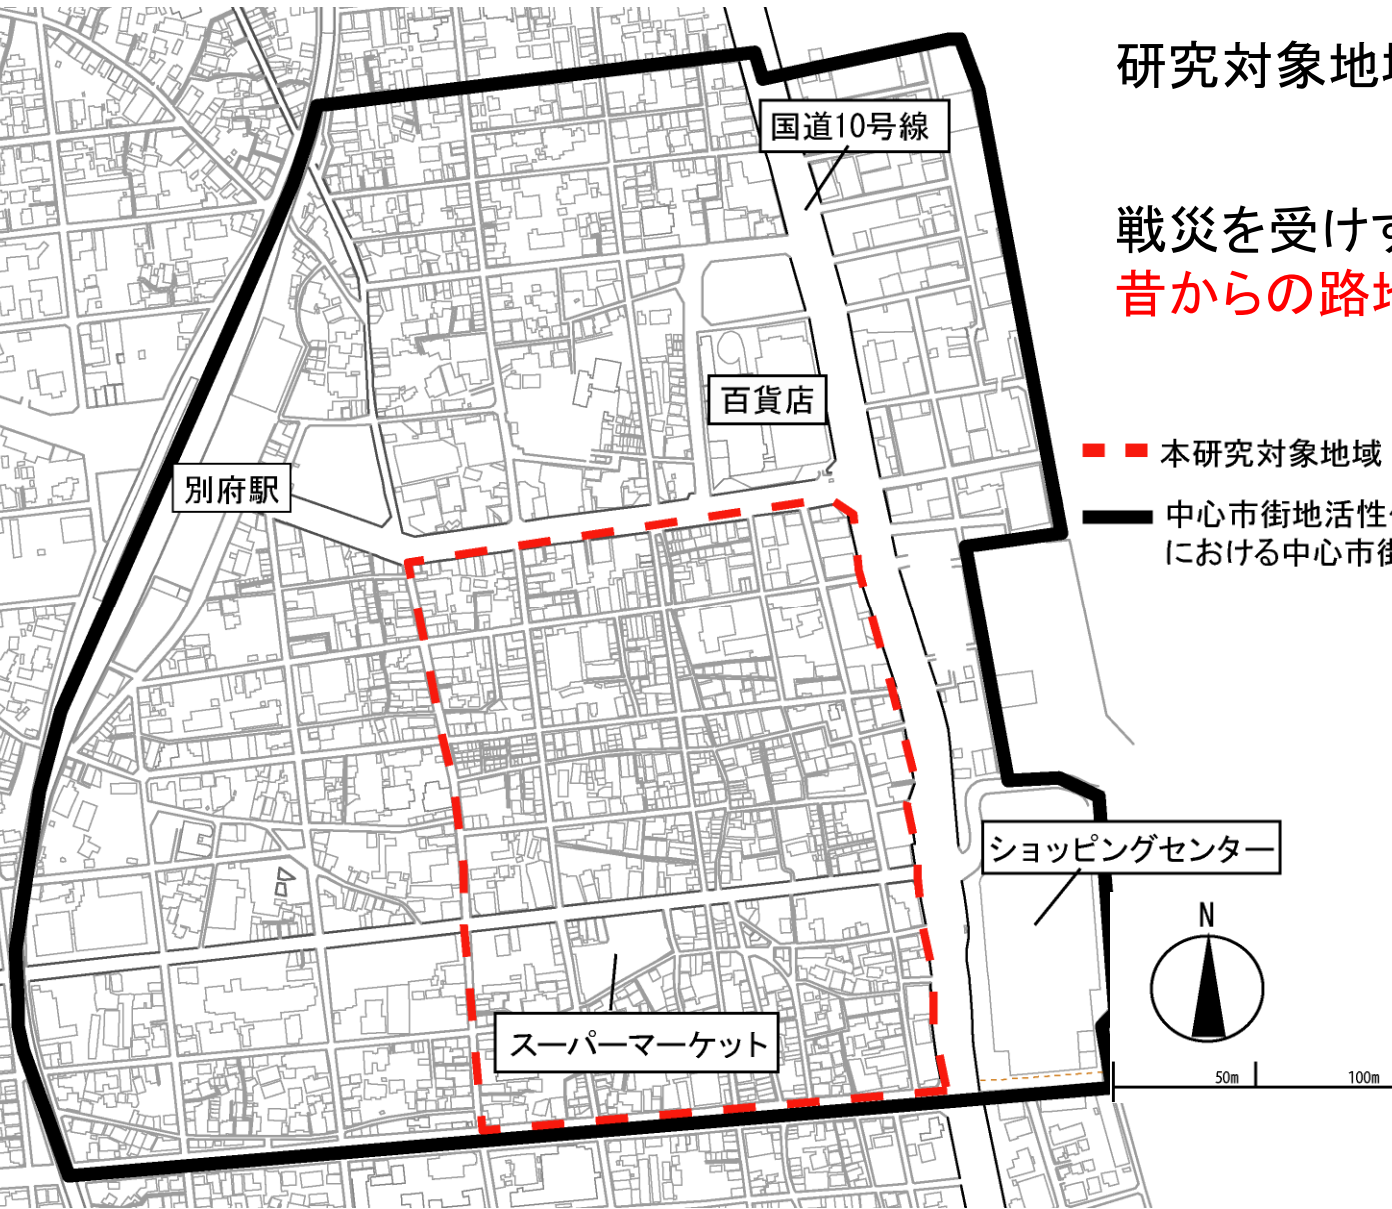 研究対象地
国道10号線
戦災を受けず
昔からの路地
百貨店
本研究対象地域
別府駅
中心市街地活性
における中心市街
ショッピングセンター
N
スーパーマーケット
50m
100m